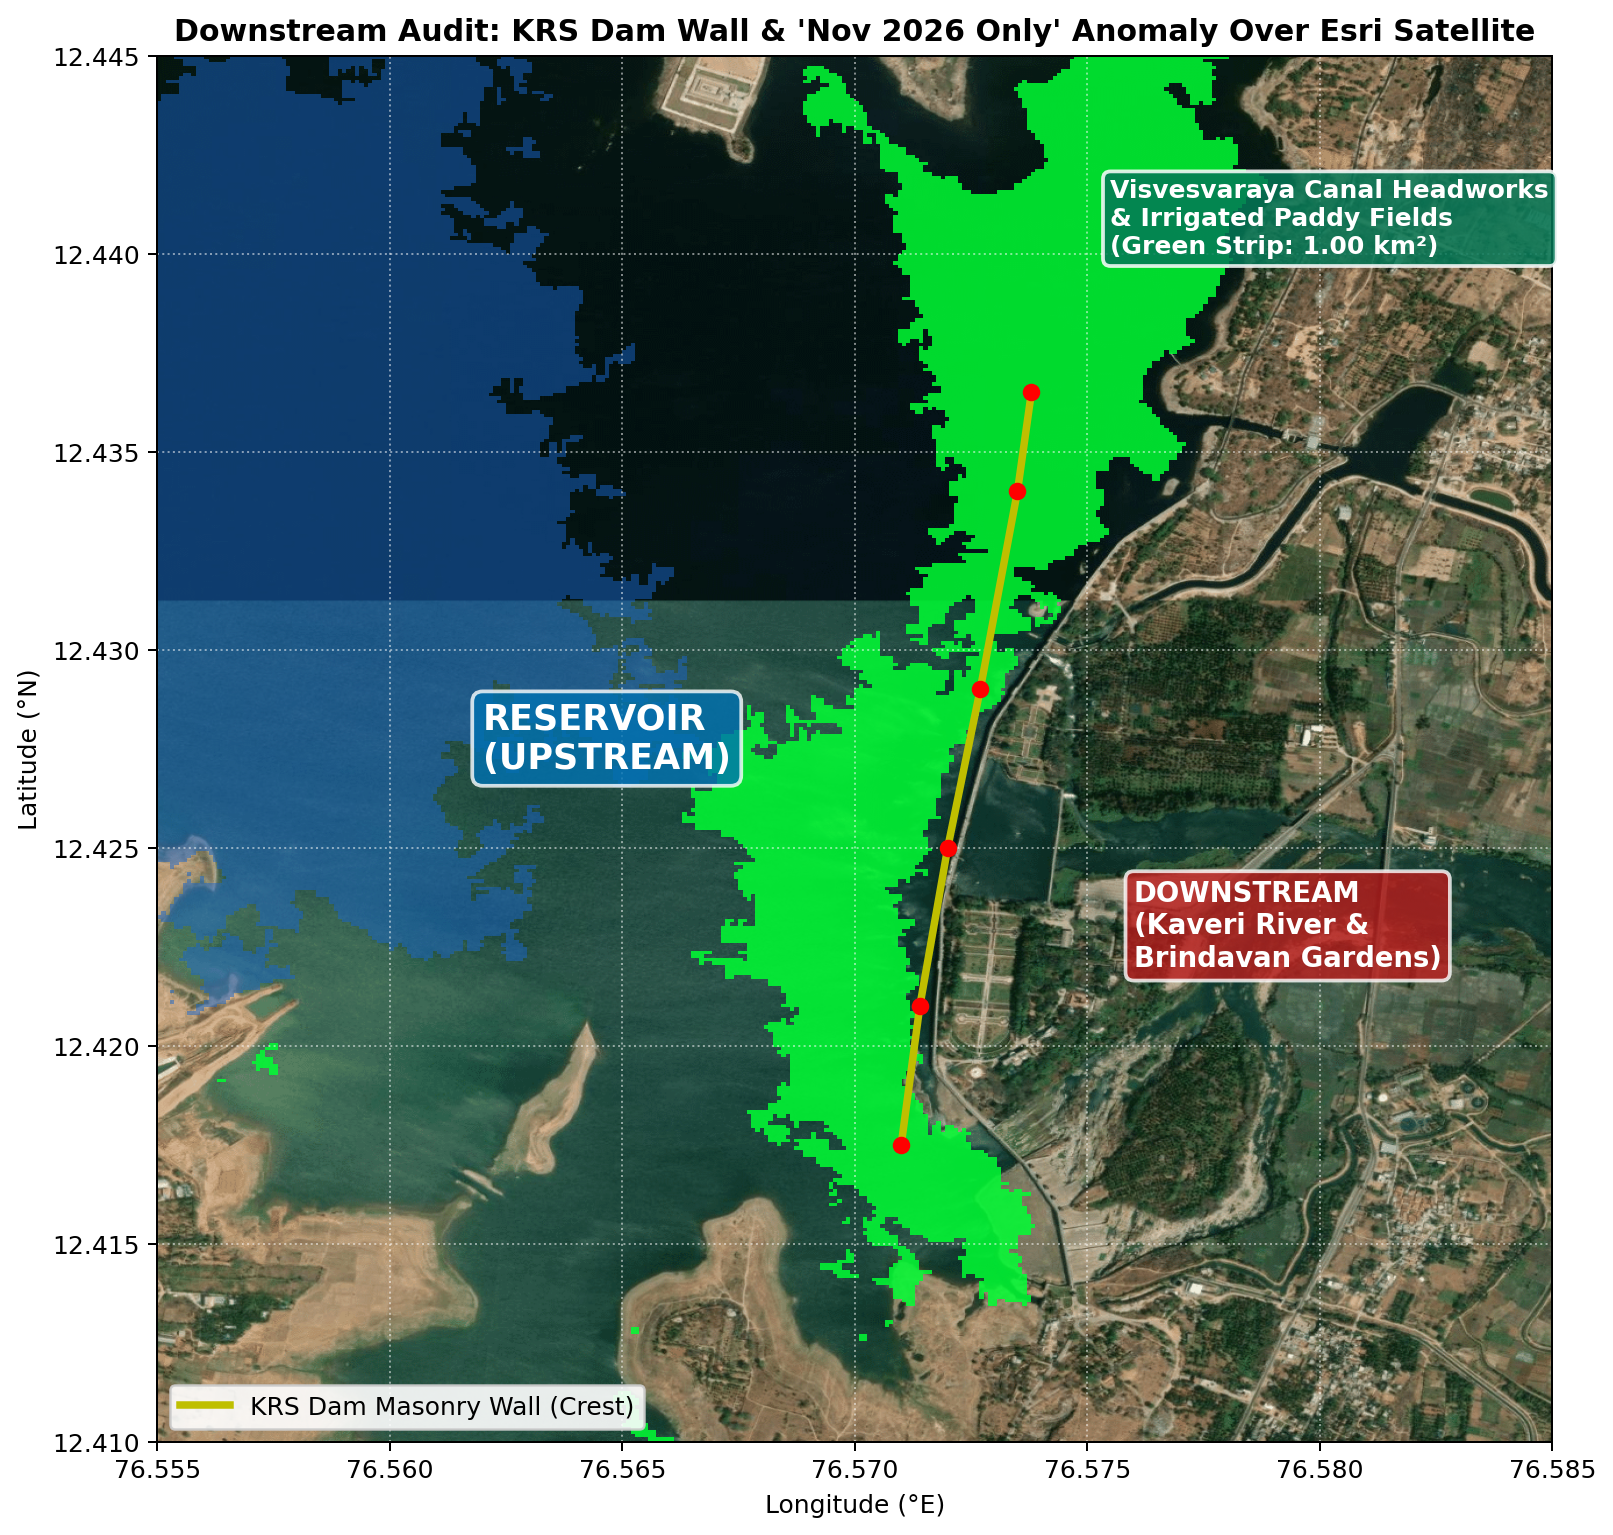 Downstream Audit: KRS Dam Wall & 'Nov 2026 Only' Anomaly Over Esri Satellite
12.445
12.440
12.435
12.430
12.425
12.420
12.415
12.410
Latitude (°N)
Visvesvaraya Canal Headworks
& Irrigated Paddy Fields
(Green Strip: 1.00 km²)
RESERVOIR
(UPSTREAM)
DOWNSTREAM
(Kaveri River &
Brindavan Gardens)
KRS Dam Masonry Wall (Crest)
76.555 76.560 76.565 76.570 76.575 76.580 76.585
Longitude (°E)